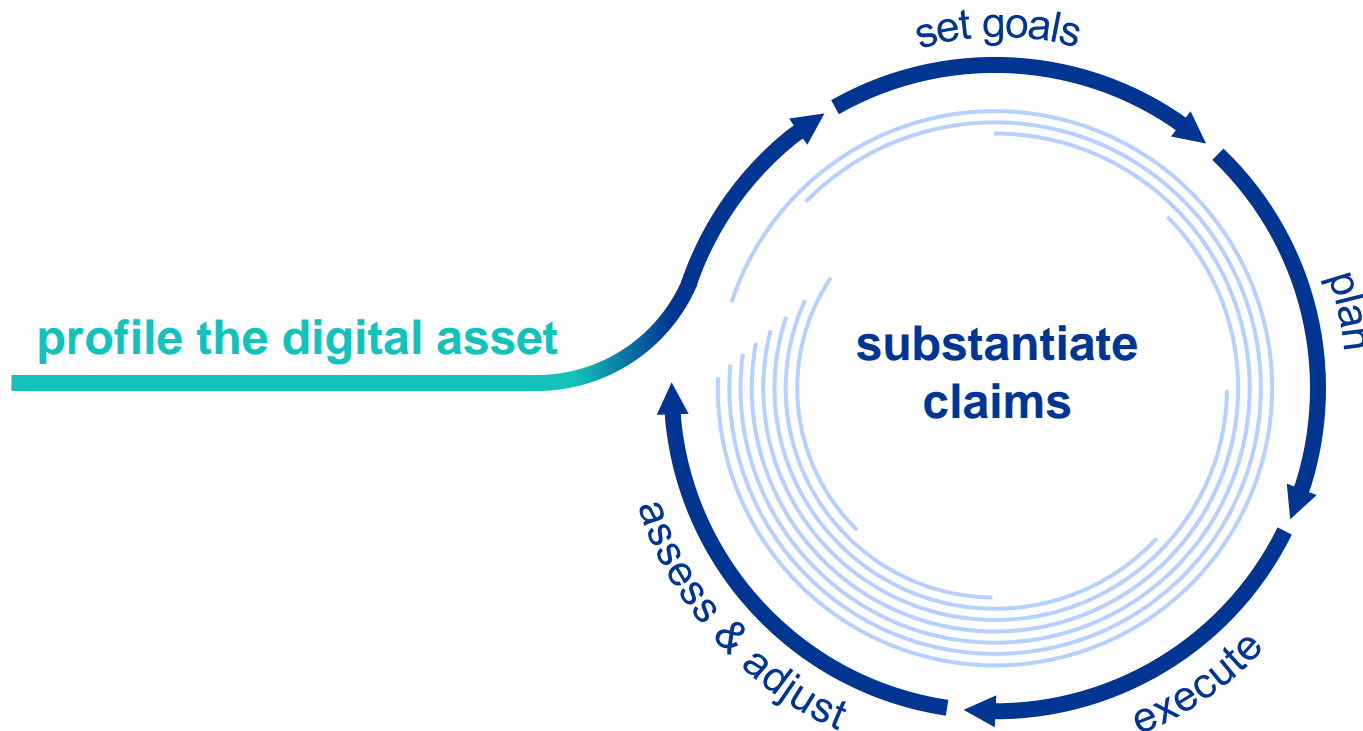 set goals
plan
profile the digital asset
substantiate
claims
assess & adjust
execute